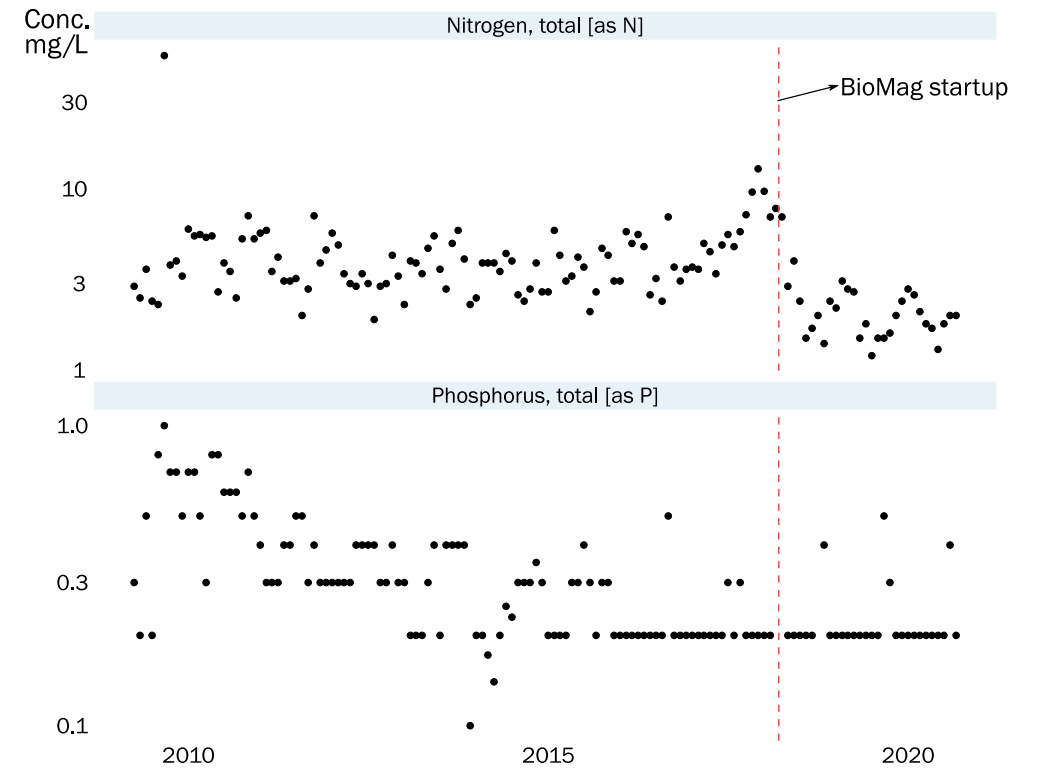 Conc.
mg/L
Nitrogen, total [as N]
BioMag startup
30
10
3
1
Phosphorus, total [as P]
1.0
0.3
0.1
2010
2015
2020